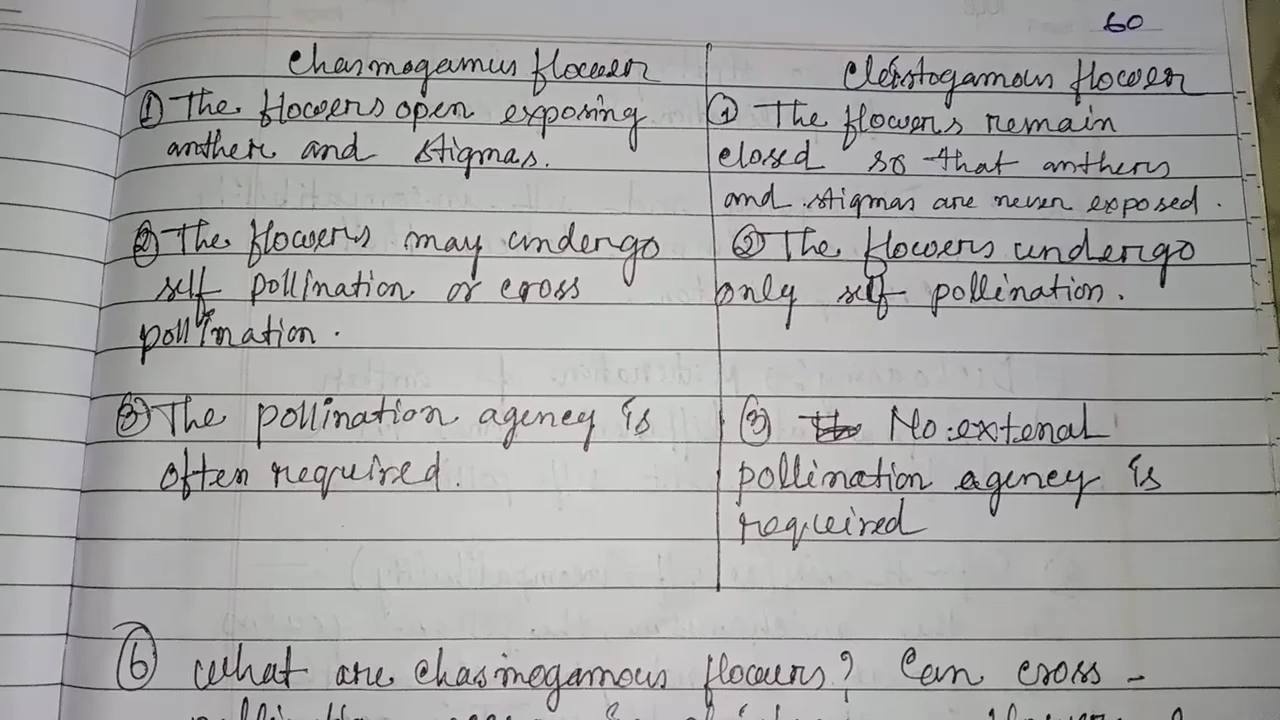 60
Chasmogamus flower
① The flowers open exposing
anther and stigmas.
② The flowers may undergo
self pollination or cross
pollination.
③ The pollination agency is
often required.
Cleistogamous flower
① The flowers remain
closed so that anthers
and stigmas are never exposed.
② The flowers undergo
only self pollination.
③ No extenal
pollination agency is
required
⑥ What are chasmogamous flowers? Can cross-